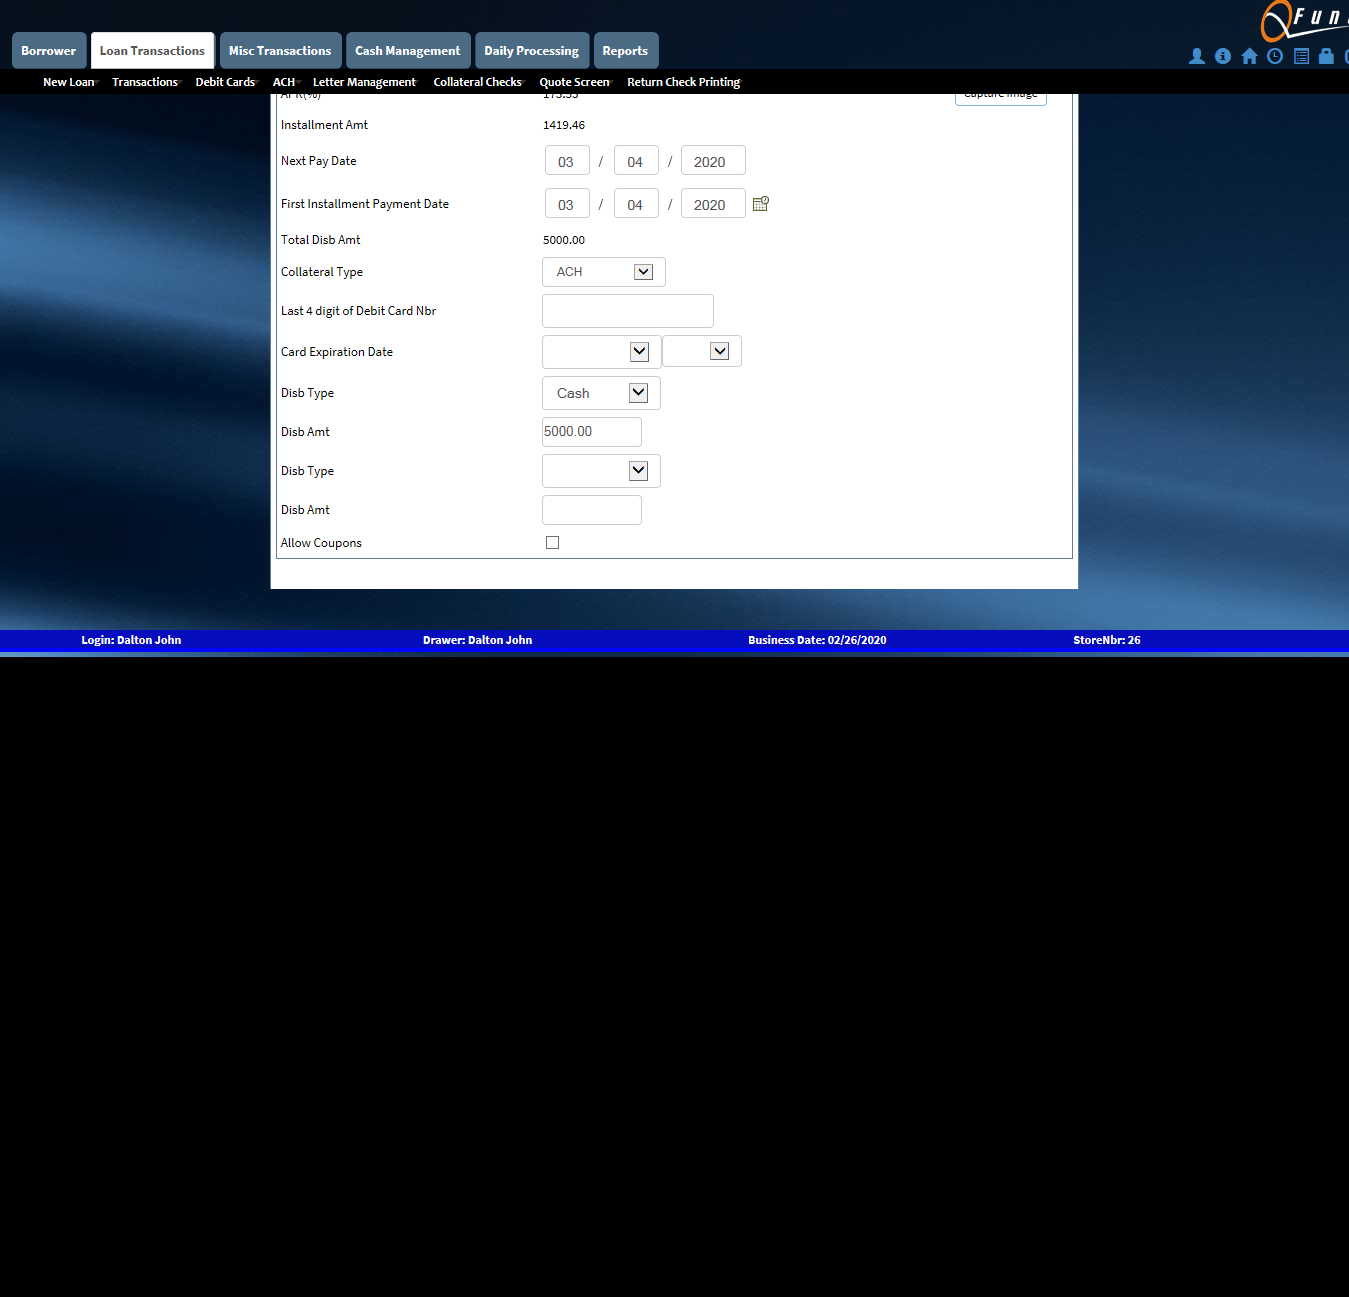 Fun
Borrower
Loan Transactions
Misc Transactions
Cash Management
Daily Processing
Reports
New Loan
Transactions
Debit Cards
ACH
Letter Management
Collateral Checks
Quote Screen
Return Check Printing
Installment Amt 1419.46
Next Pay Date 03 / 04 / 2020
First Installment Payment Date 03 / 04 / 2020
Total Disb Amt 5000.00
Collateral Type ACH
Last 4 digit of Debit Card Nbr
Card Expiration Date
Disb Type Cash
Disb Amt 5000.00
Disb Type
Disb Amt
Allow Coupons
Login: Dalton John
Drawer: Dalton John
Business Date: 02/26/2020
StoreNbr: 26